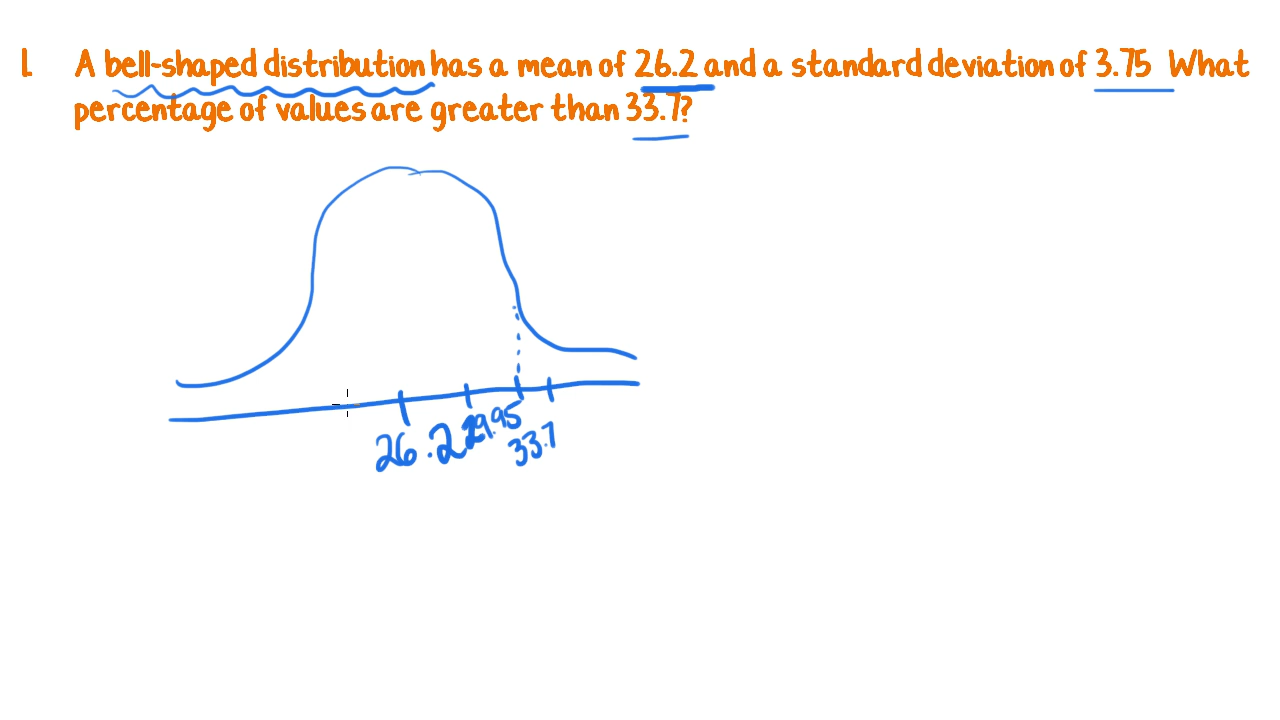 1. A bell-shaped distribution has a mean of 26.2 and a standard deviation of 3.75 What
percentage of values are greater than 33.7?
26.2 29.95
33.7